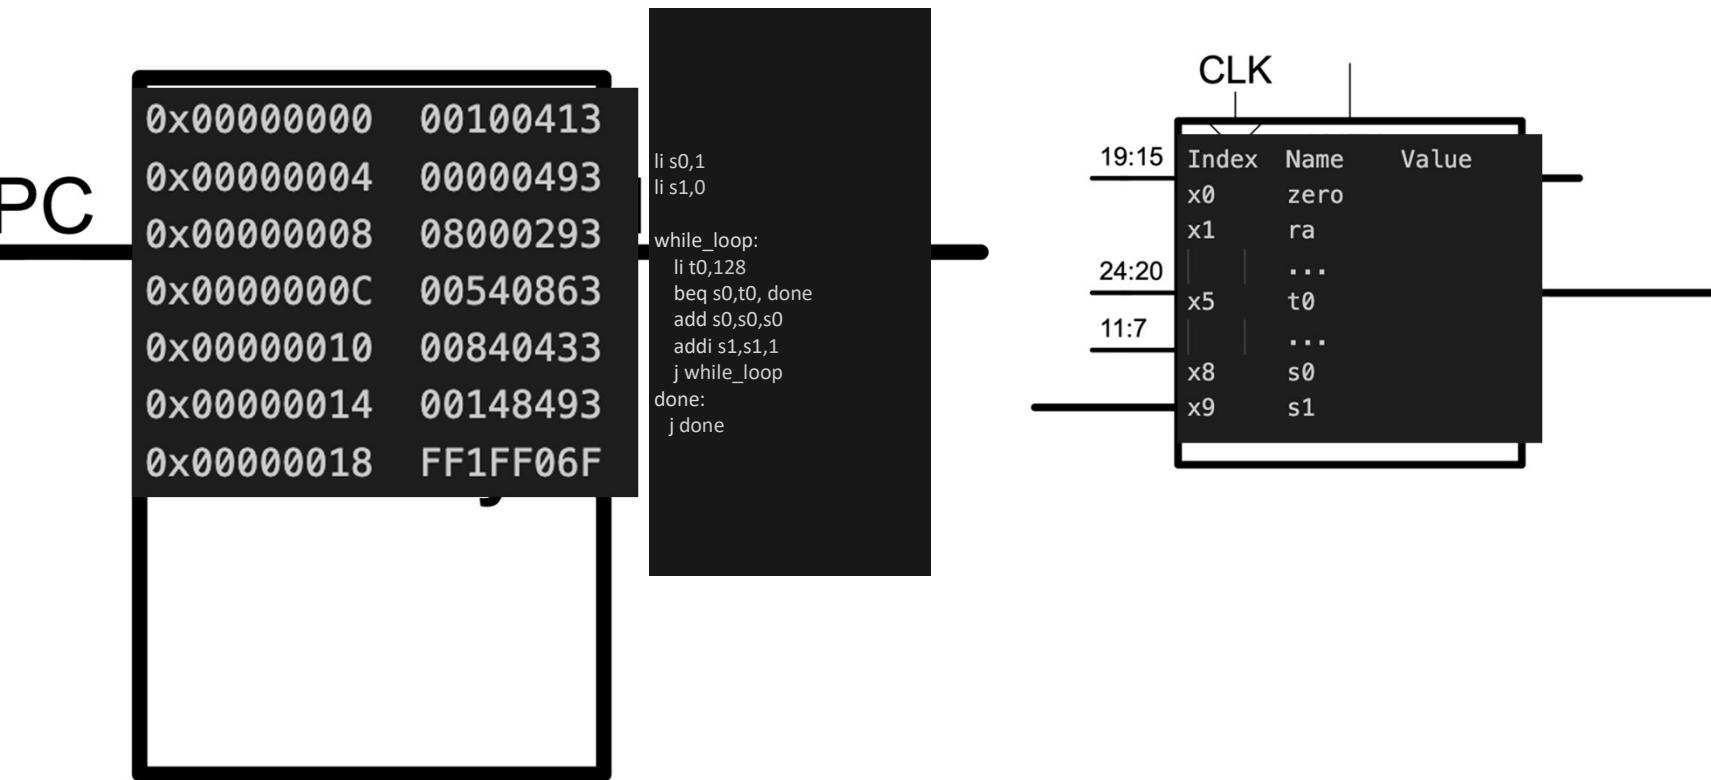 PC
0x00000000 00100413
0x00000004 00000493
0x00000008 08000293
0x0000000C 00540863
0x00000010 00840433
0x00000014 00148493
0x00000018 FF1FF06F
li s0,1
li s1,0
while_loop:
li t0,128
beq s0,t0, done
add s0,s0,s0
addi s1,s1,1
j while_loop
done:
j done
CLK
19:15
24:20
11:7
Index Name Value
x0 zero
x1 ra
...
x5 t0
...
x8 s0
x9 s1